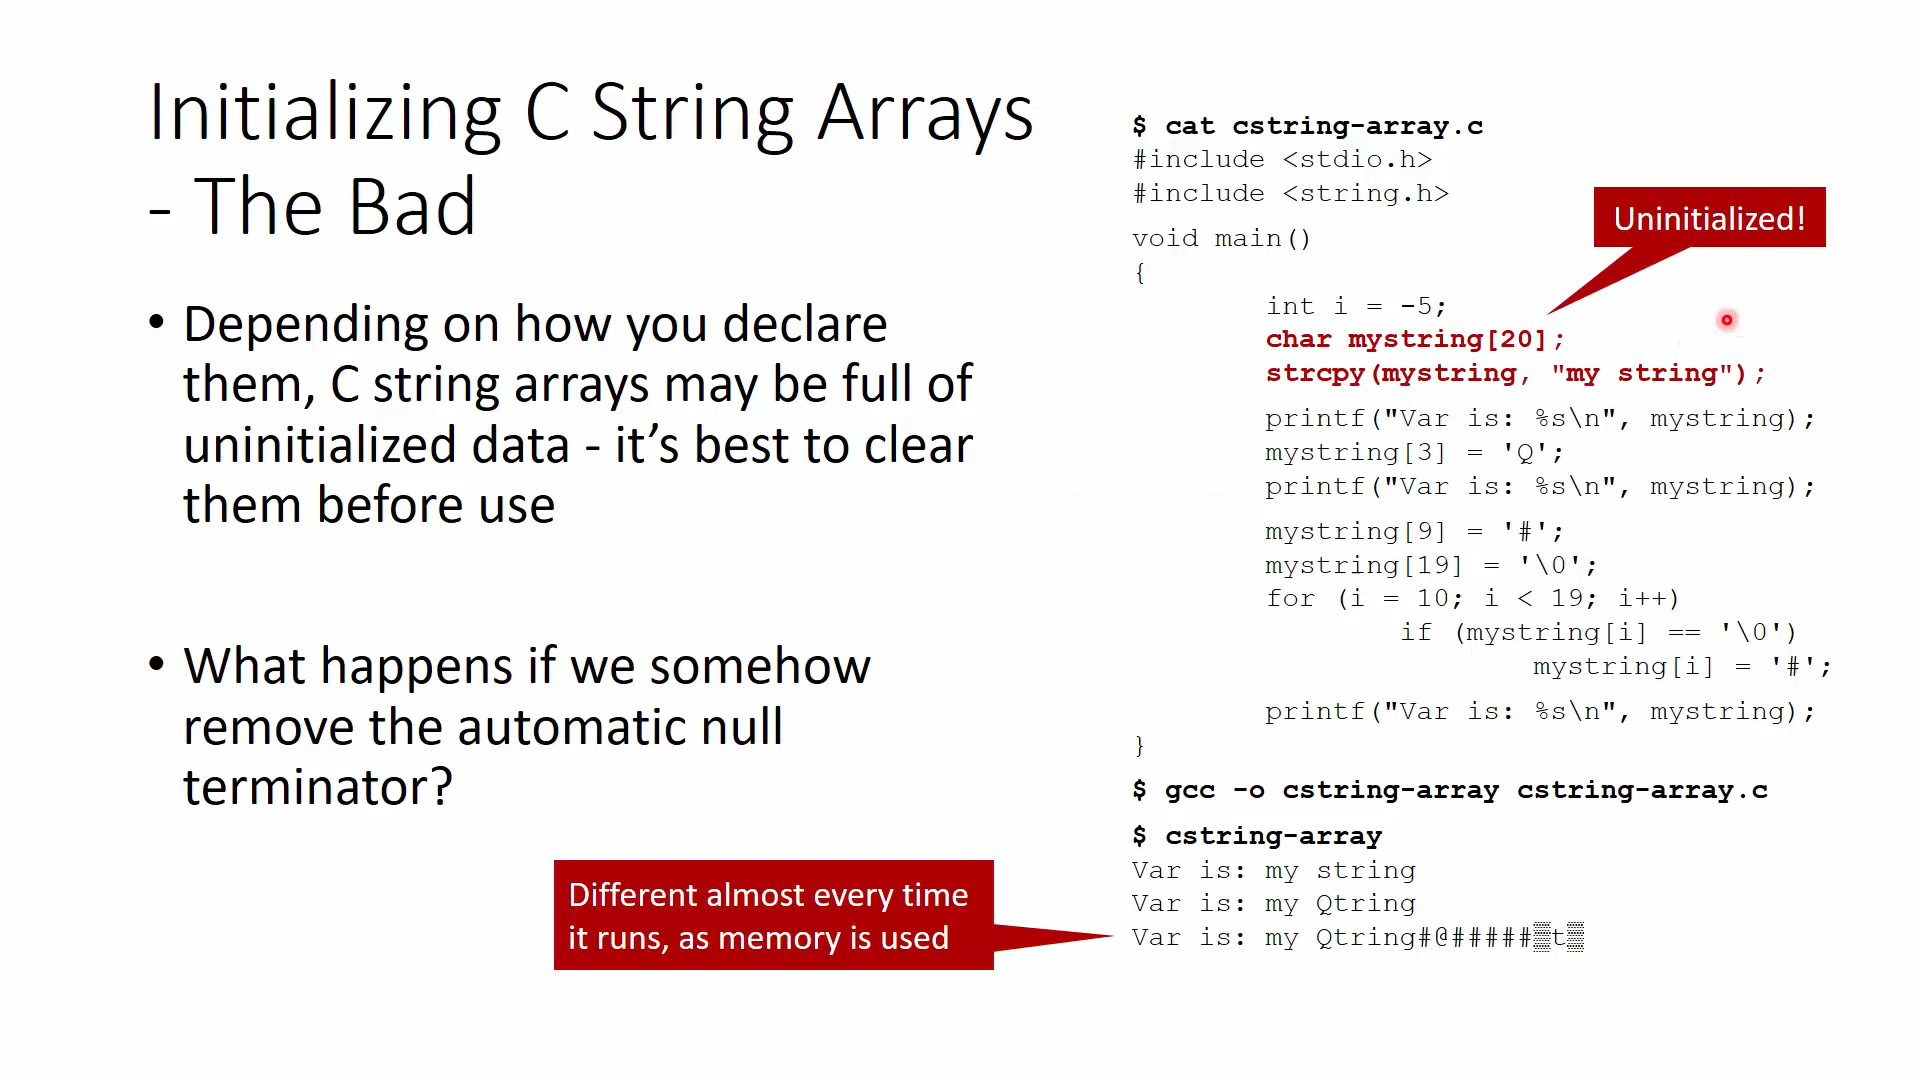 Initializing C String Arrays
- The Bad
• Depending on how you declare
them, C string arrays may be full of
uninitialized data - it’s best to clear
them before use
• What happens if we somehow
remove the automatic null
terminator?
Different almost every time
it runs, as memory is used
$ cat cstring-array.c
#include <stdio.h>
#include <string.h>
Uninitialized!
void main()
{
int i = -5;
char mystring[20];
strcpy(mystring, "my string");
printf("Var is: %s\n", mystring);
mystring[3] = 'Q';
printf("Var is: %s\n", mystring);
mystring[9] = '#';
mystring[19] = '\0';
for (i = 10; i < 19; i++)
if (mystring[i] == '\0')
mystring[i] = '#';
printf("Var is: %s\n", mystring);
}
$ gcc -o cstring-array cstring-array.c
$ cstring-array
Var is: my string
Var is: my Qtring
Var is: my Qtring#@#####▒t▒